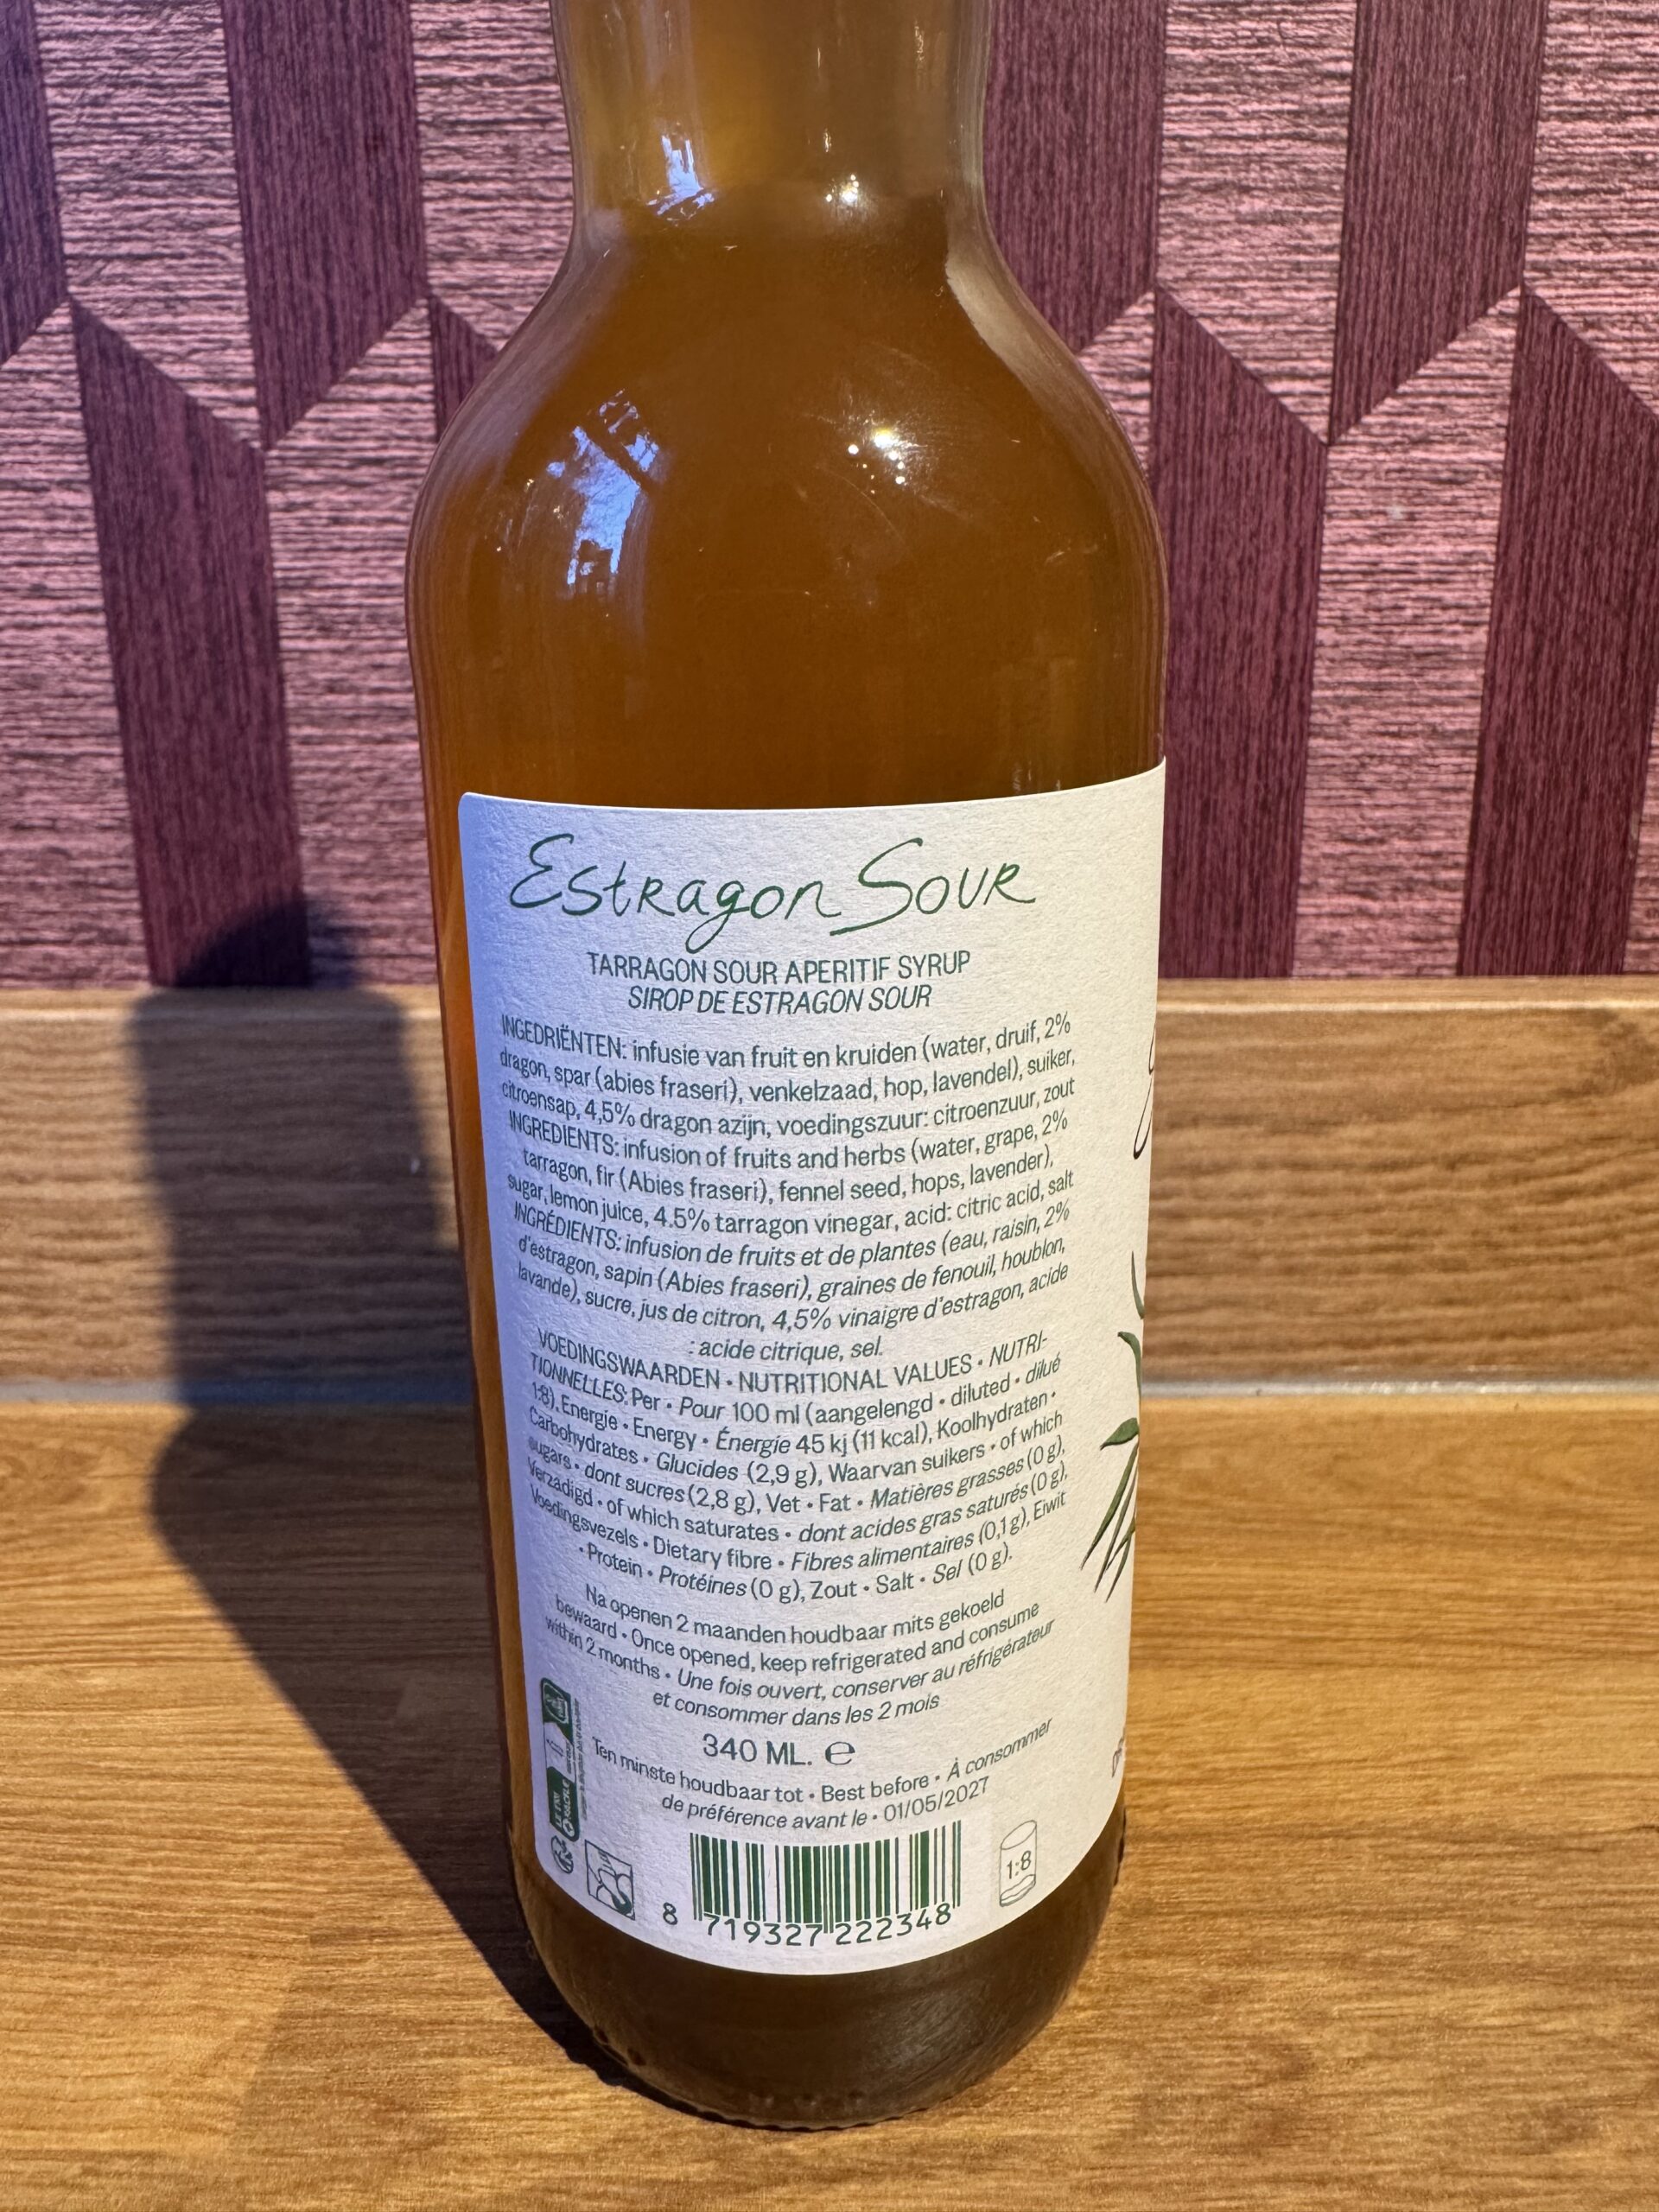 Estragon Sour
TARRAGON SOUR APERITIF SYRUP
SIROP DE ESTRAGON SOUR
INGEDRIËNTEN: infusie van fruit en kruiden (water, druif, 2%
dragon, spar (abies fraseri), venkelzaad, hop, lavendel), suiker,
citroensap, 4,5% dragon azijn, voedingszuur: citroenzuur, zout
INGREDIENTS: infusion of fruits and herbs (water, grape, 2%
tarragon, fir (Abies fraseri), fennel seed, hops, lavender),
sugar, lemon juice, 4.5% tarragon vinegar, acid: citric acid, salt
INGRÉDIENTS: infusion de fruits et de plantes (eau, raisin, 2%
d'estragon, sapin (Abies fraseri), graines de fenouil, houblon,
lavande), sucre, jus de citron, 4,5% vinaigre d'estragon, acide
: acide citrique, sel.
VOEDINGSWAARDEN • NUTRITIONAL VALUES • NUTRI-
TIONNELLES: Per • Pour 100 ml (aangelengd • diluted • dilué
1:8), Energie • Energy • Énergie 45 kj (11 kcal), Koolhydraten •
Carbohydrates • Glucides (2,9 g), Waarvan suikers • of which
sugars • dont sucres (2,8 g), Vet • Fat • Matières grasses (0 g),
Verzadigd • of which saturates • dont acides gras saturés (0 g),
Voedingsvezels • Dietary fibre • Fibres alimentaires (0,1 g), Eiwit
• Protein • Protéines (0 g), Zout • Salt • Sel (0 g).
Na openen 2 maanden houdbaar mits gekoeld
bewaard • Once opened, keep refrigerated and consume
within 2 months • Une fois ouvert, conserver au réfrigérateur
et consommer dans les 2 mois
340 ML. ℮
Ten minste houdbaar tot • Best before • À consommer
de préférence avant le • 01/05/2027
1:8
8 719327 222348